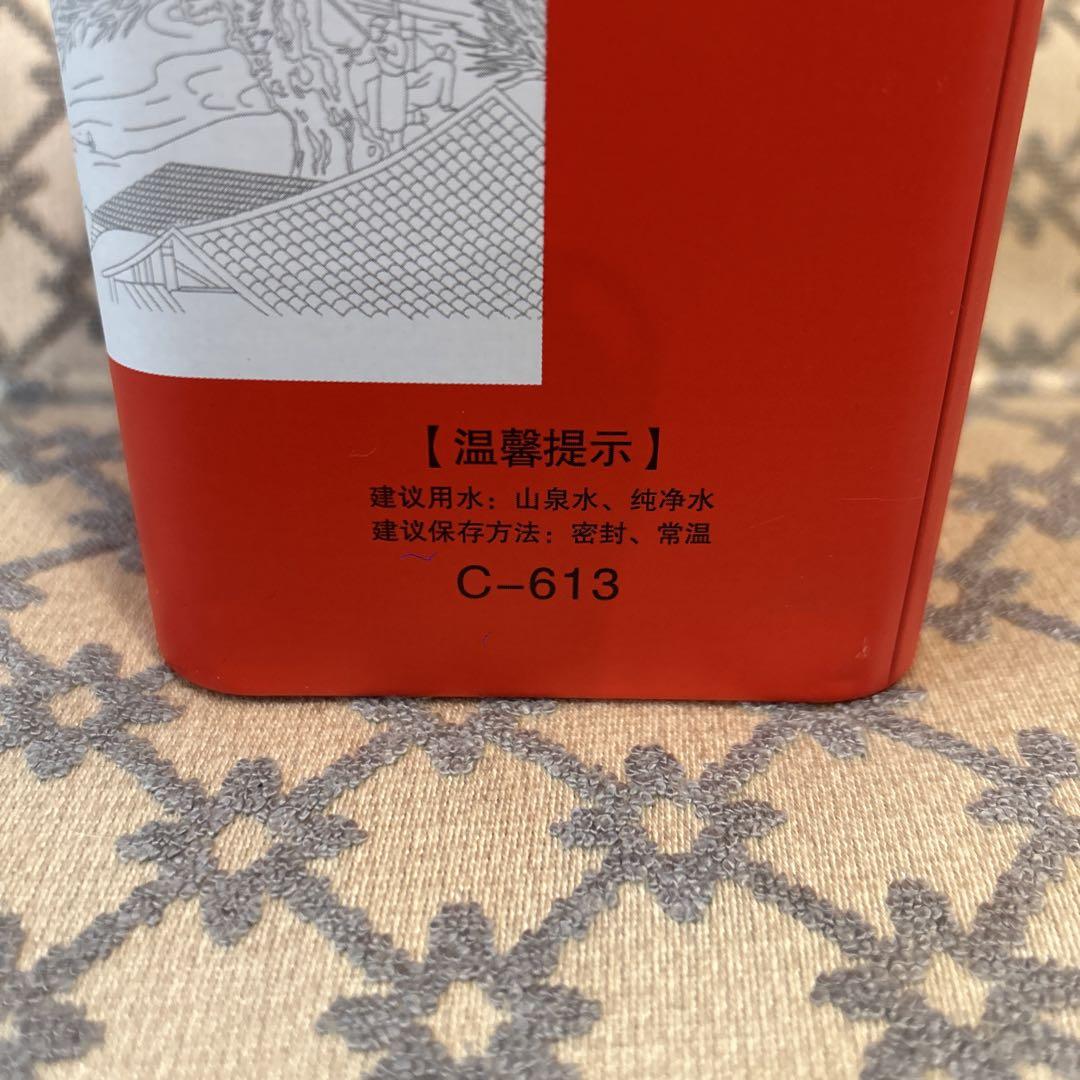 【温馨提示】
建议用水：山泉水、纯净水
建议保存方法：密封、常温
C-613